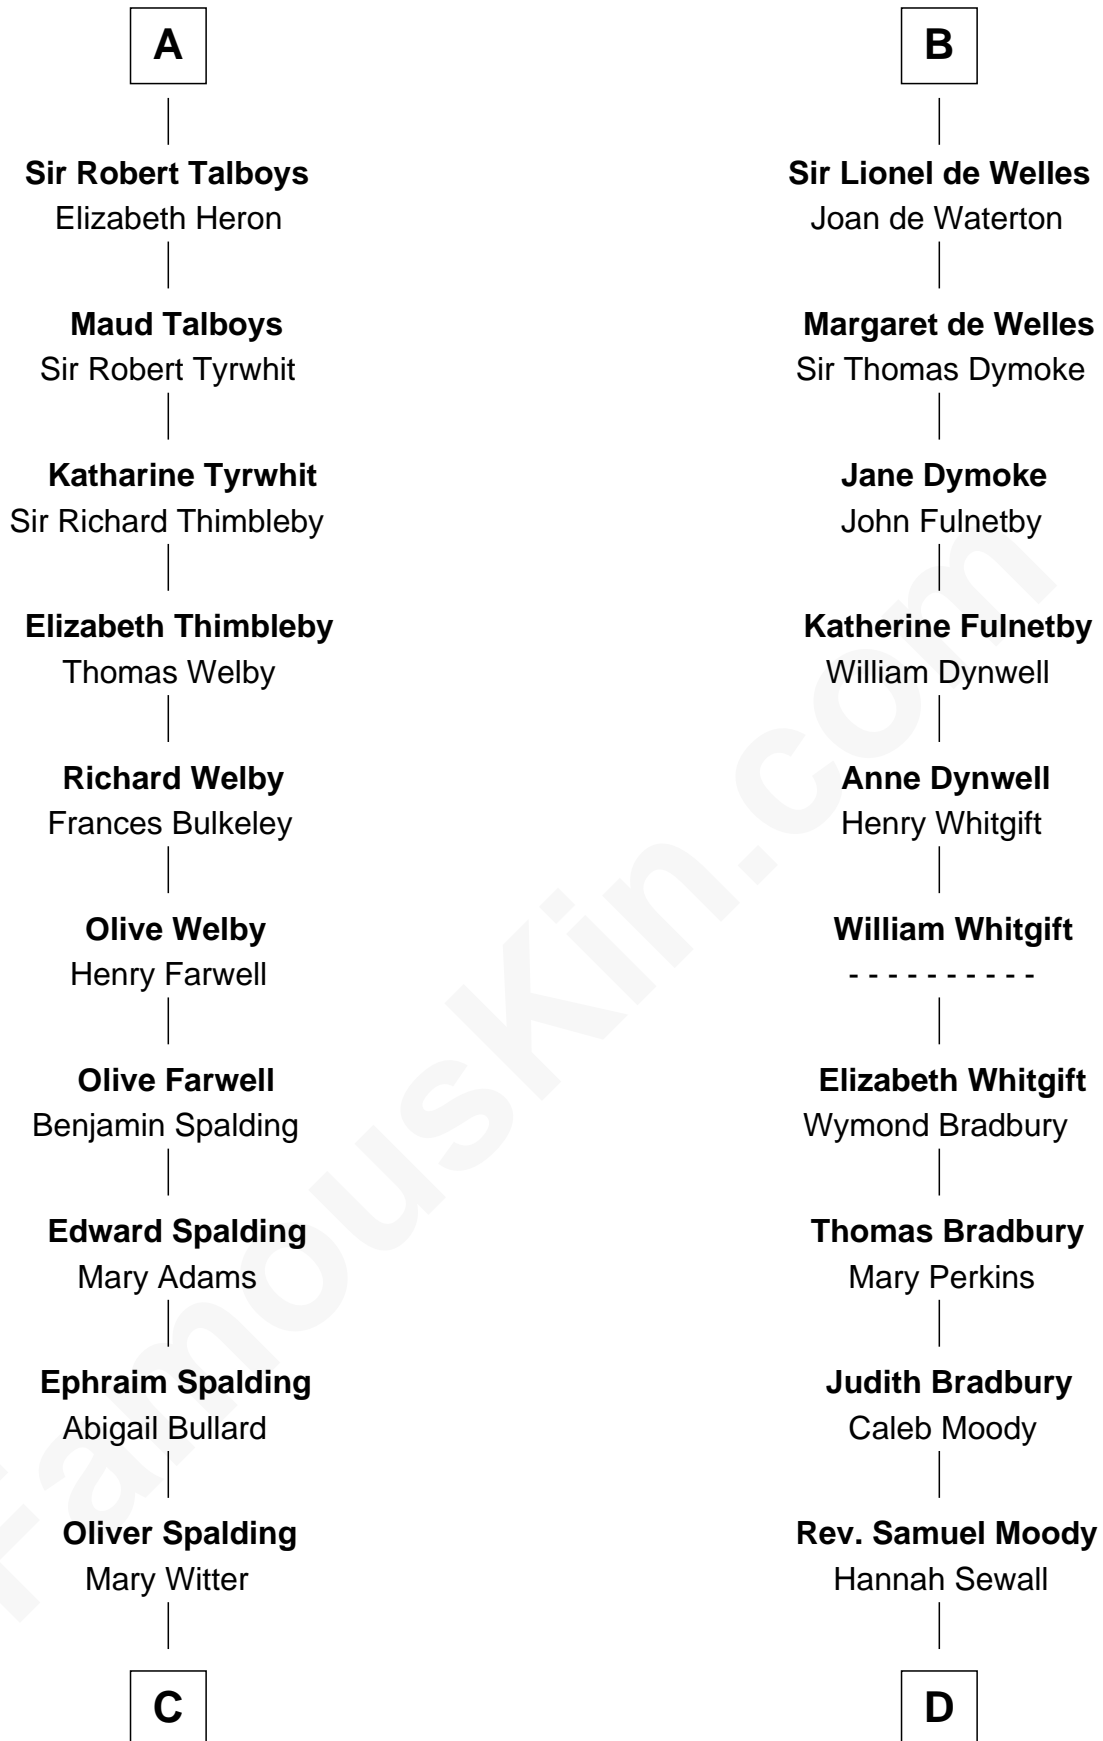 A
Sir Robert Talboys
Elizabeth Heron
Maud Talboys
Sir Robert Tyrwhit
Katharine Tyrwhit
Sir Richard Thimbleby
Elizabeth Thimbleby
Thomas Welby
Richard Welby
Frances Bulkeley
Olive Welby
Henry Farwell
Olive Farwell
Benjamin Spalding
Edward Spalding
Mary Adams
Ephraim Spalding
Abigail Bullard
Oliver Spalding
Mary Witter
C
B
Sir Lionel de Welles
Joan de Waterton
Margaret de Welles
Sir Thomas Dymoke
Jane Dymoke
John Fulnetby
Katherine Fulnetby
William Dynwell
Anne Dynwell
Henry Whitgift
William Whitgift
- - - - - - - - - -
Elizabeth Whitgift
Wymond Bradbury
Thomas Bradbury
Mary Perkins
Judith Bradbury
Caleb Moody
Rev. Samuel Moody
Hannah Sewall
D
FamousKin.com